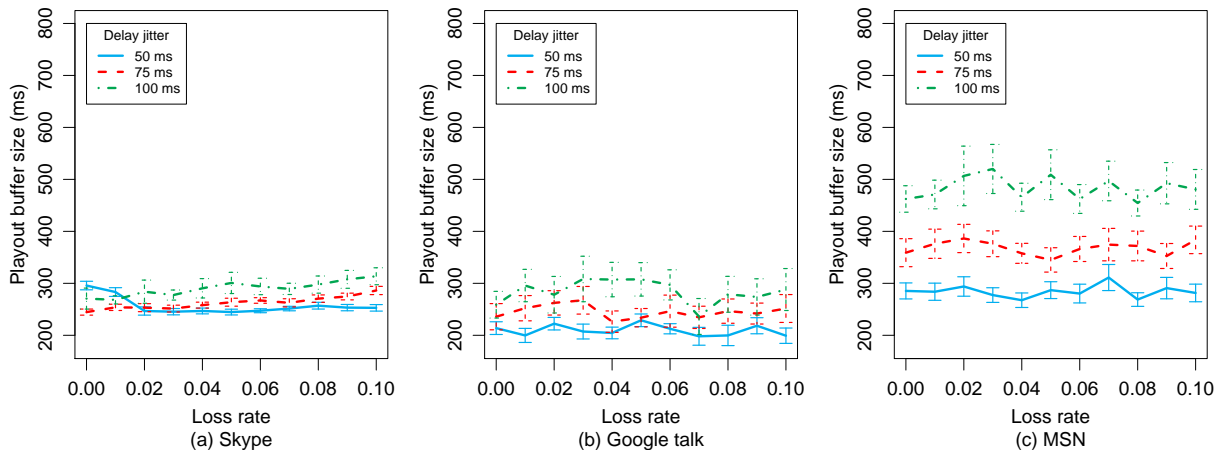 800
700
600
500
400
300
200
Playout buffer size (ms)
Delay jitter
50 ms
75 ms
100 ms
0.00 0.02 0.04 0.06 0.08 0.10
Loss rate
(a) Skype
800
700
600
500
400
300
200
Playout buffer size (ms)
Delay jitter
50 ms
75 ms
100 ms
0.00 0.02 0.04 0.06 0.08 0.10
Loss rate
(b) Google talk
800
700
600
500
400
300
200
Playout buffer size (ms)
Delay jitter
50 ms
75 ms
100 ms
0.00 0.02 0.04 0.06 0.08 0.10
Loss rate
(c) MSN